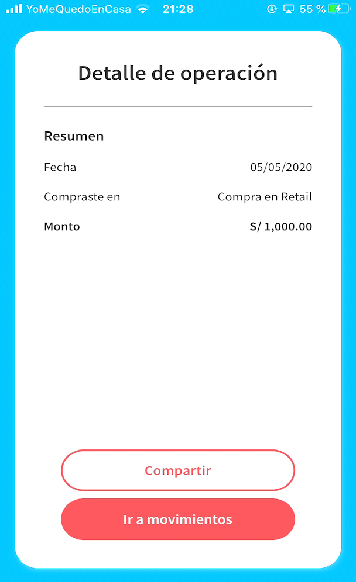 YoMeQuedoEnCasa 21:28 55 %
Detalle de operación
Resumen
Fecha 05/05/2020
Compraste en Compra en Retail
Monto S/ 1,000.00
Compartir
Ir a movimientos